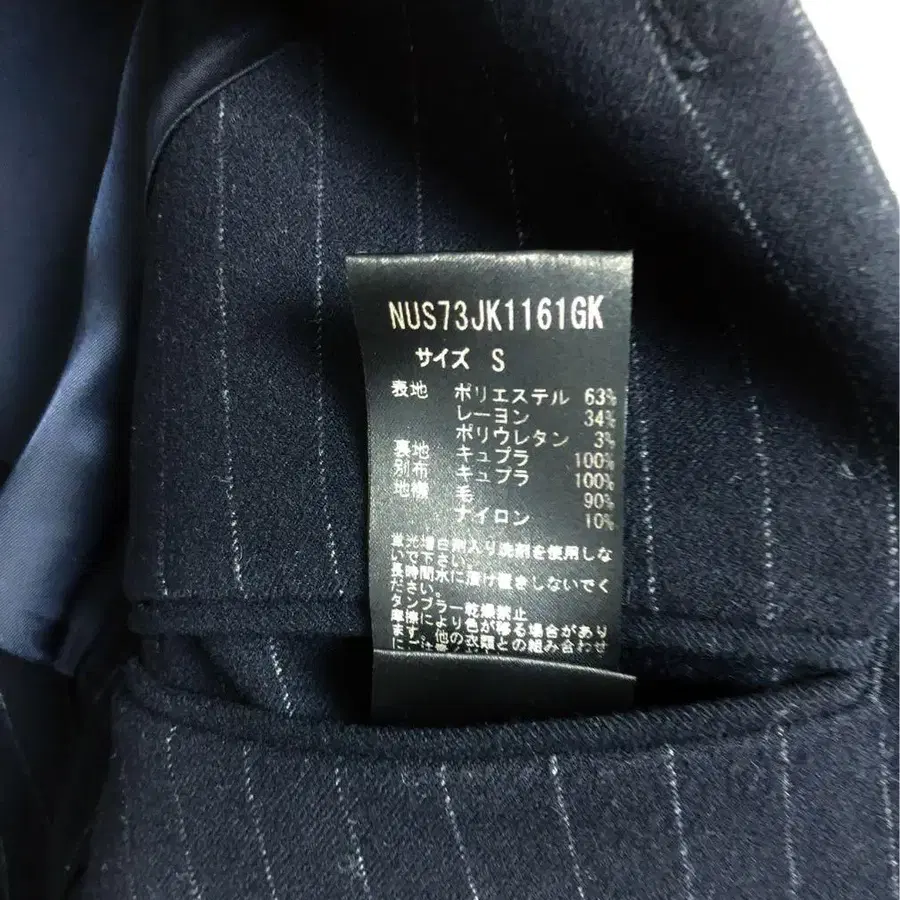 NUS73JK1161GK
サイズ S
表地 ポリエステル 63%
レーヨン 34%
ポリウレタン 3%
裏地 キュプラ 100%
別布 キュプラ 100%
毛 90%
ナイロン 10%
蛍光増白剤入り洗剤を使用しな
いで下さい。
長時間水に漬け置きしないでく
ださい。
タンブラー乾燥禁止
摩擦により色が移る場合があり
ます。他の衣類との組み合わせ